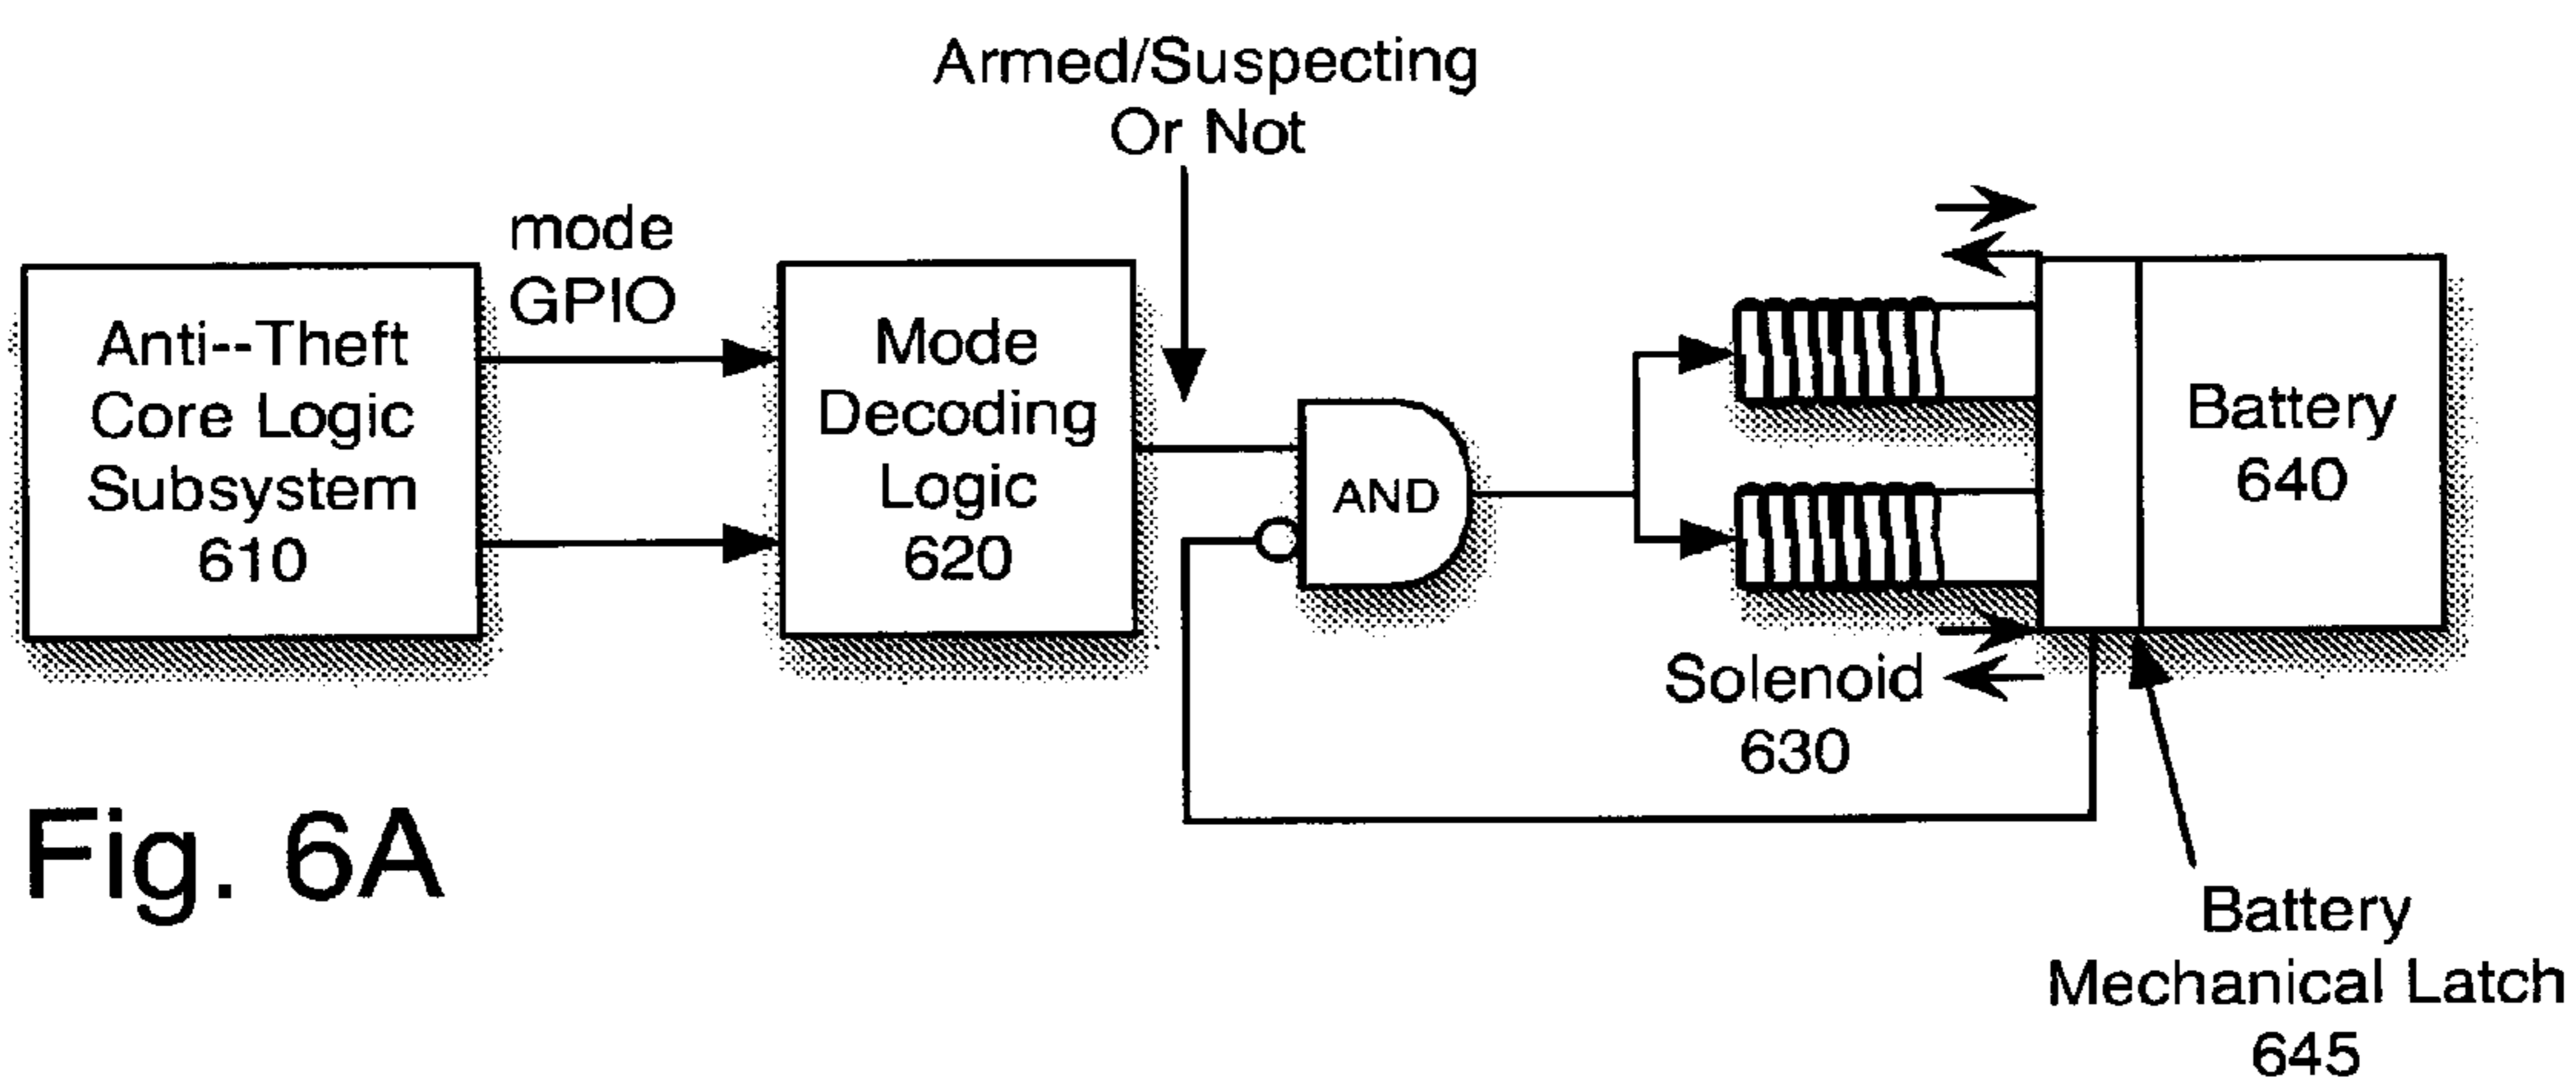 Armed/Suspecting
Or Not
mode
GPIO
Anti--Theft
Core Logic
Subsystem
610
Mode
Decoding
Logic
620
AND
Battery
640
Solenoid
630
Fig. 6A
Battery
Mechanical Latch
645